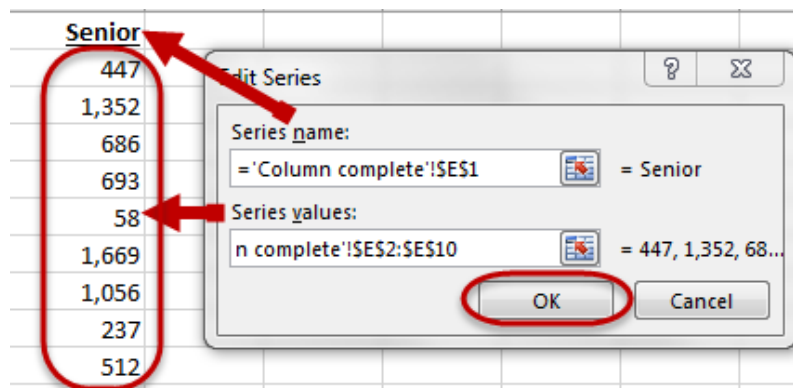 Senior
447
1,352
686
693
58
1,669
1,056
237
512
Edit Series
Series name:
='Column complete'!$E$1
= Senior
Series values:
n complete'!$E$2:$E$10
= 447, 1,352, 68...
OK
Cancel